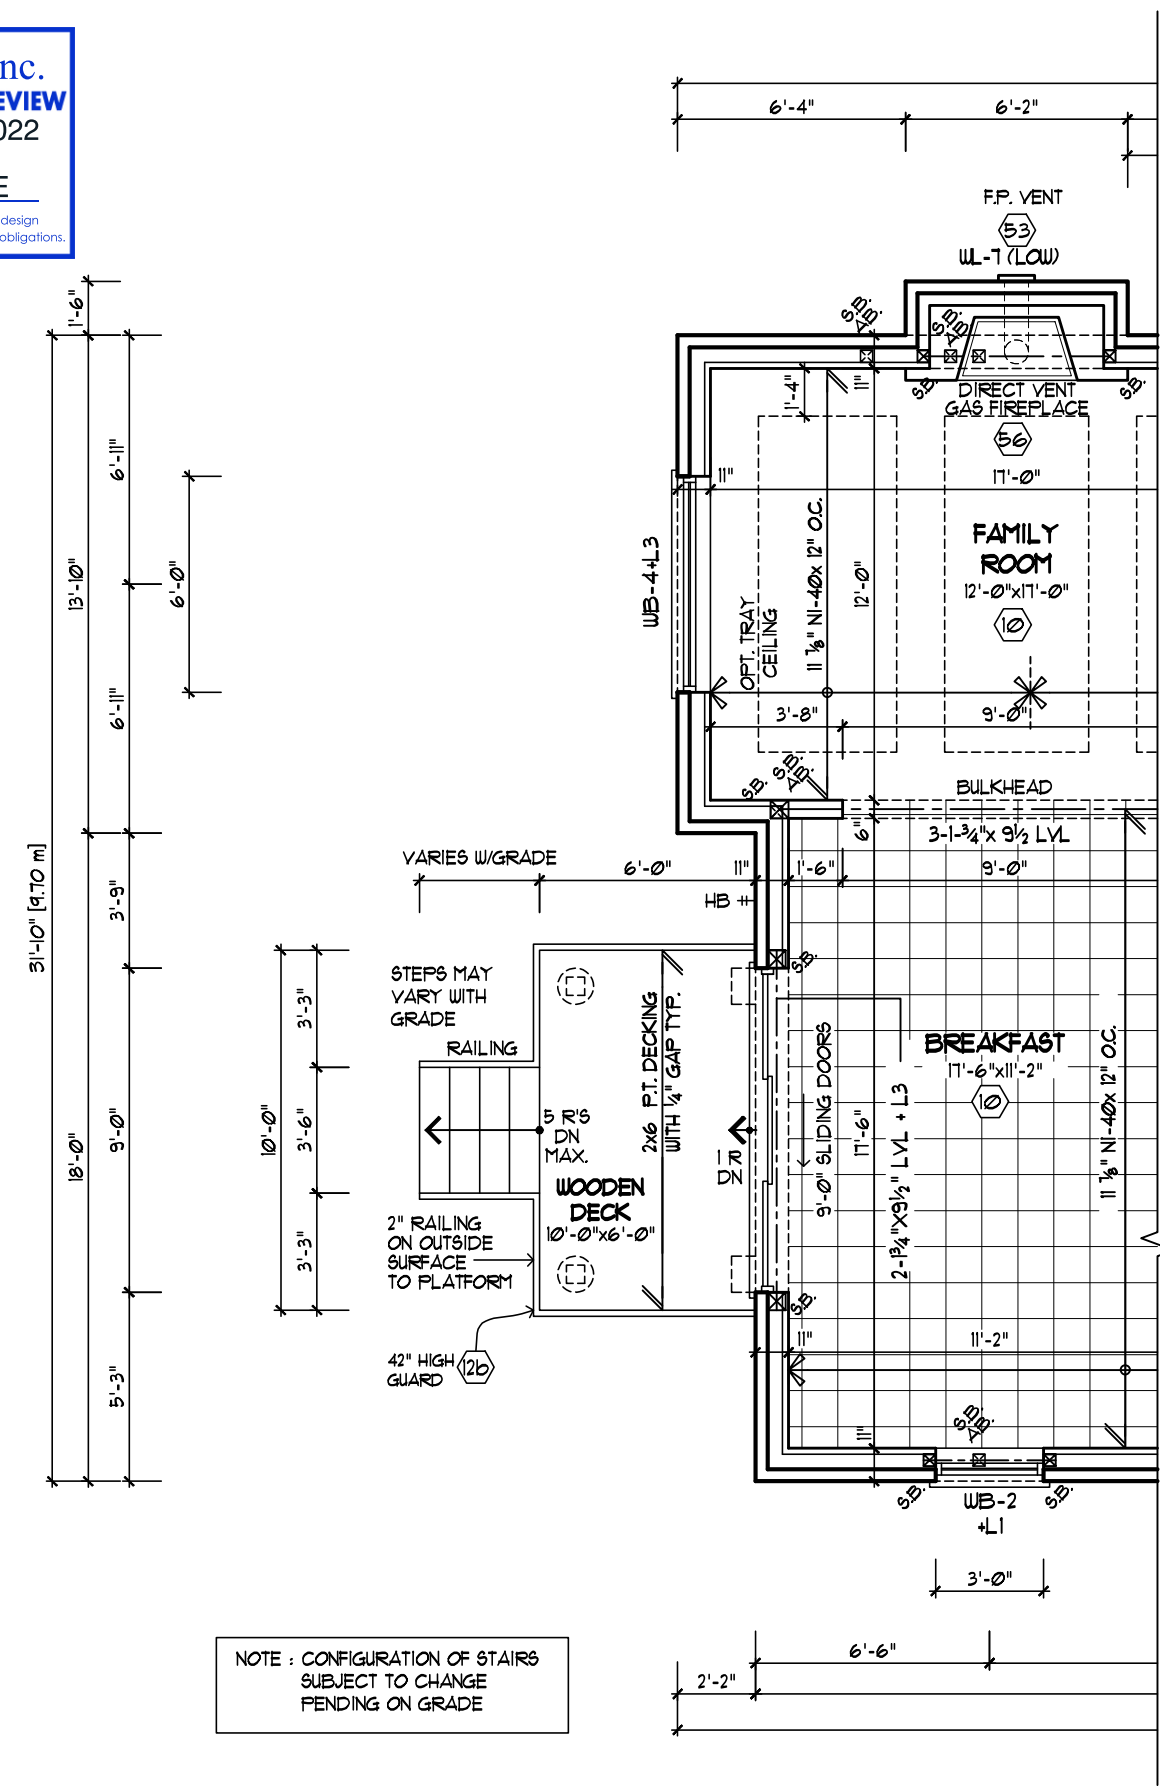 nc.
EVIEW
022
E
design
obligations.
6'-4"
6'-2"
F.P. VENT
53
WL-7 (LOW)
1'-6"
S.B.
A.B.
S.B.
A.B.
S.B.
S.B.
DIRECT VENT
GAS FIREPLACE
56
1'-4"
11"
6'-11"
11"
17'-0"
FAMILY
ROOM
12'-0"x17'-0"
10
13'-10"
6'-0"
WB-4+L3
OPT. TRAY
CEILING
11 7/8" NI-40x 12" O.C.
12'-0"
6'-11"
3'-8"
9'-0"
S.B.
S.B.
A.B.
BULKHEAD
6"
3-1-3/4"x 9 1/2 LVL
31'-10" [9.70 m]
VARIES W/GRADE
6'-0"
11"
1'-6"
9'-0"
3'-9"
HB
S.B.
STEPS MAY
VARY WITH
GRADE
3'-3"
RAILING
2x6 P.T. DECKING
WITH 1/4" GAP TYP.
9'-0" SLIDING DOORS
BREAKFAST
17'-6"x11'-2"
10
11 7/8" NI-40x 12" O.C.
18'-0"
9'-0"
10'-0"
3'-6"
5 R'S
DN
MAX.
1 R
DN
17'-6"
2-1 3/4"x9 1/2" LVL + L3
WOODEN
DECK
10'-0"x6'-0"
3'-3"
2" RAILING
ON OUTSIDE
SURFACE
TO PLATFORM
S.B.
11"
11'-2"
42" HIGH
GUARD
12b
5'-3"
11"
S.B.
A.B.
S.B.
WB-2
+L1
S.B.
3'-0"
NOTE : CONFIGURATION OF STAIRS
SUBJECT TO CHANGE
PENDING ON GRADE
6'-6"
2'-2"